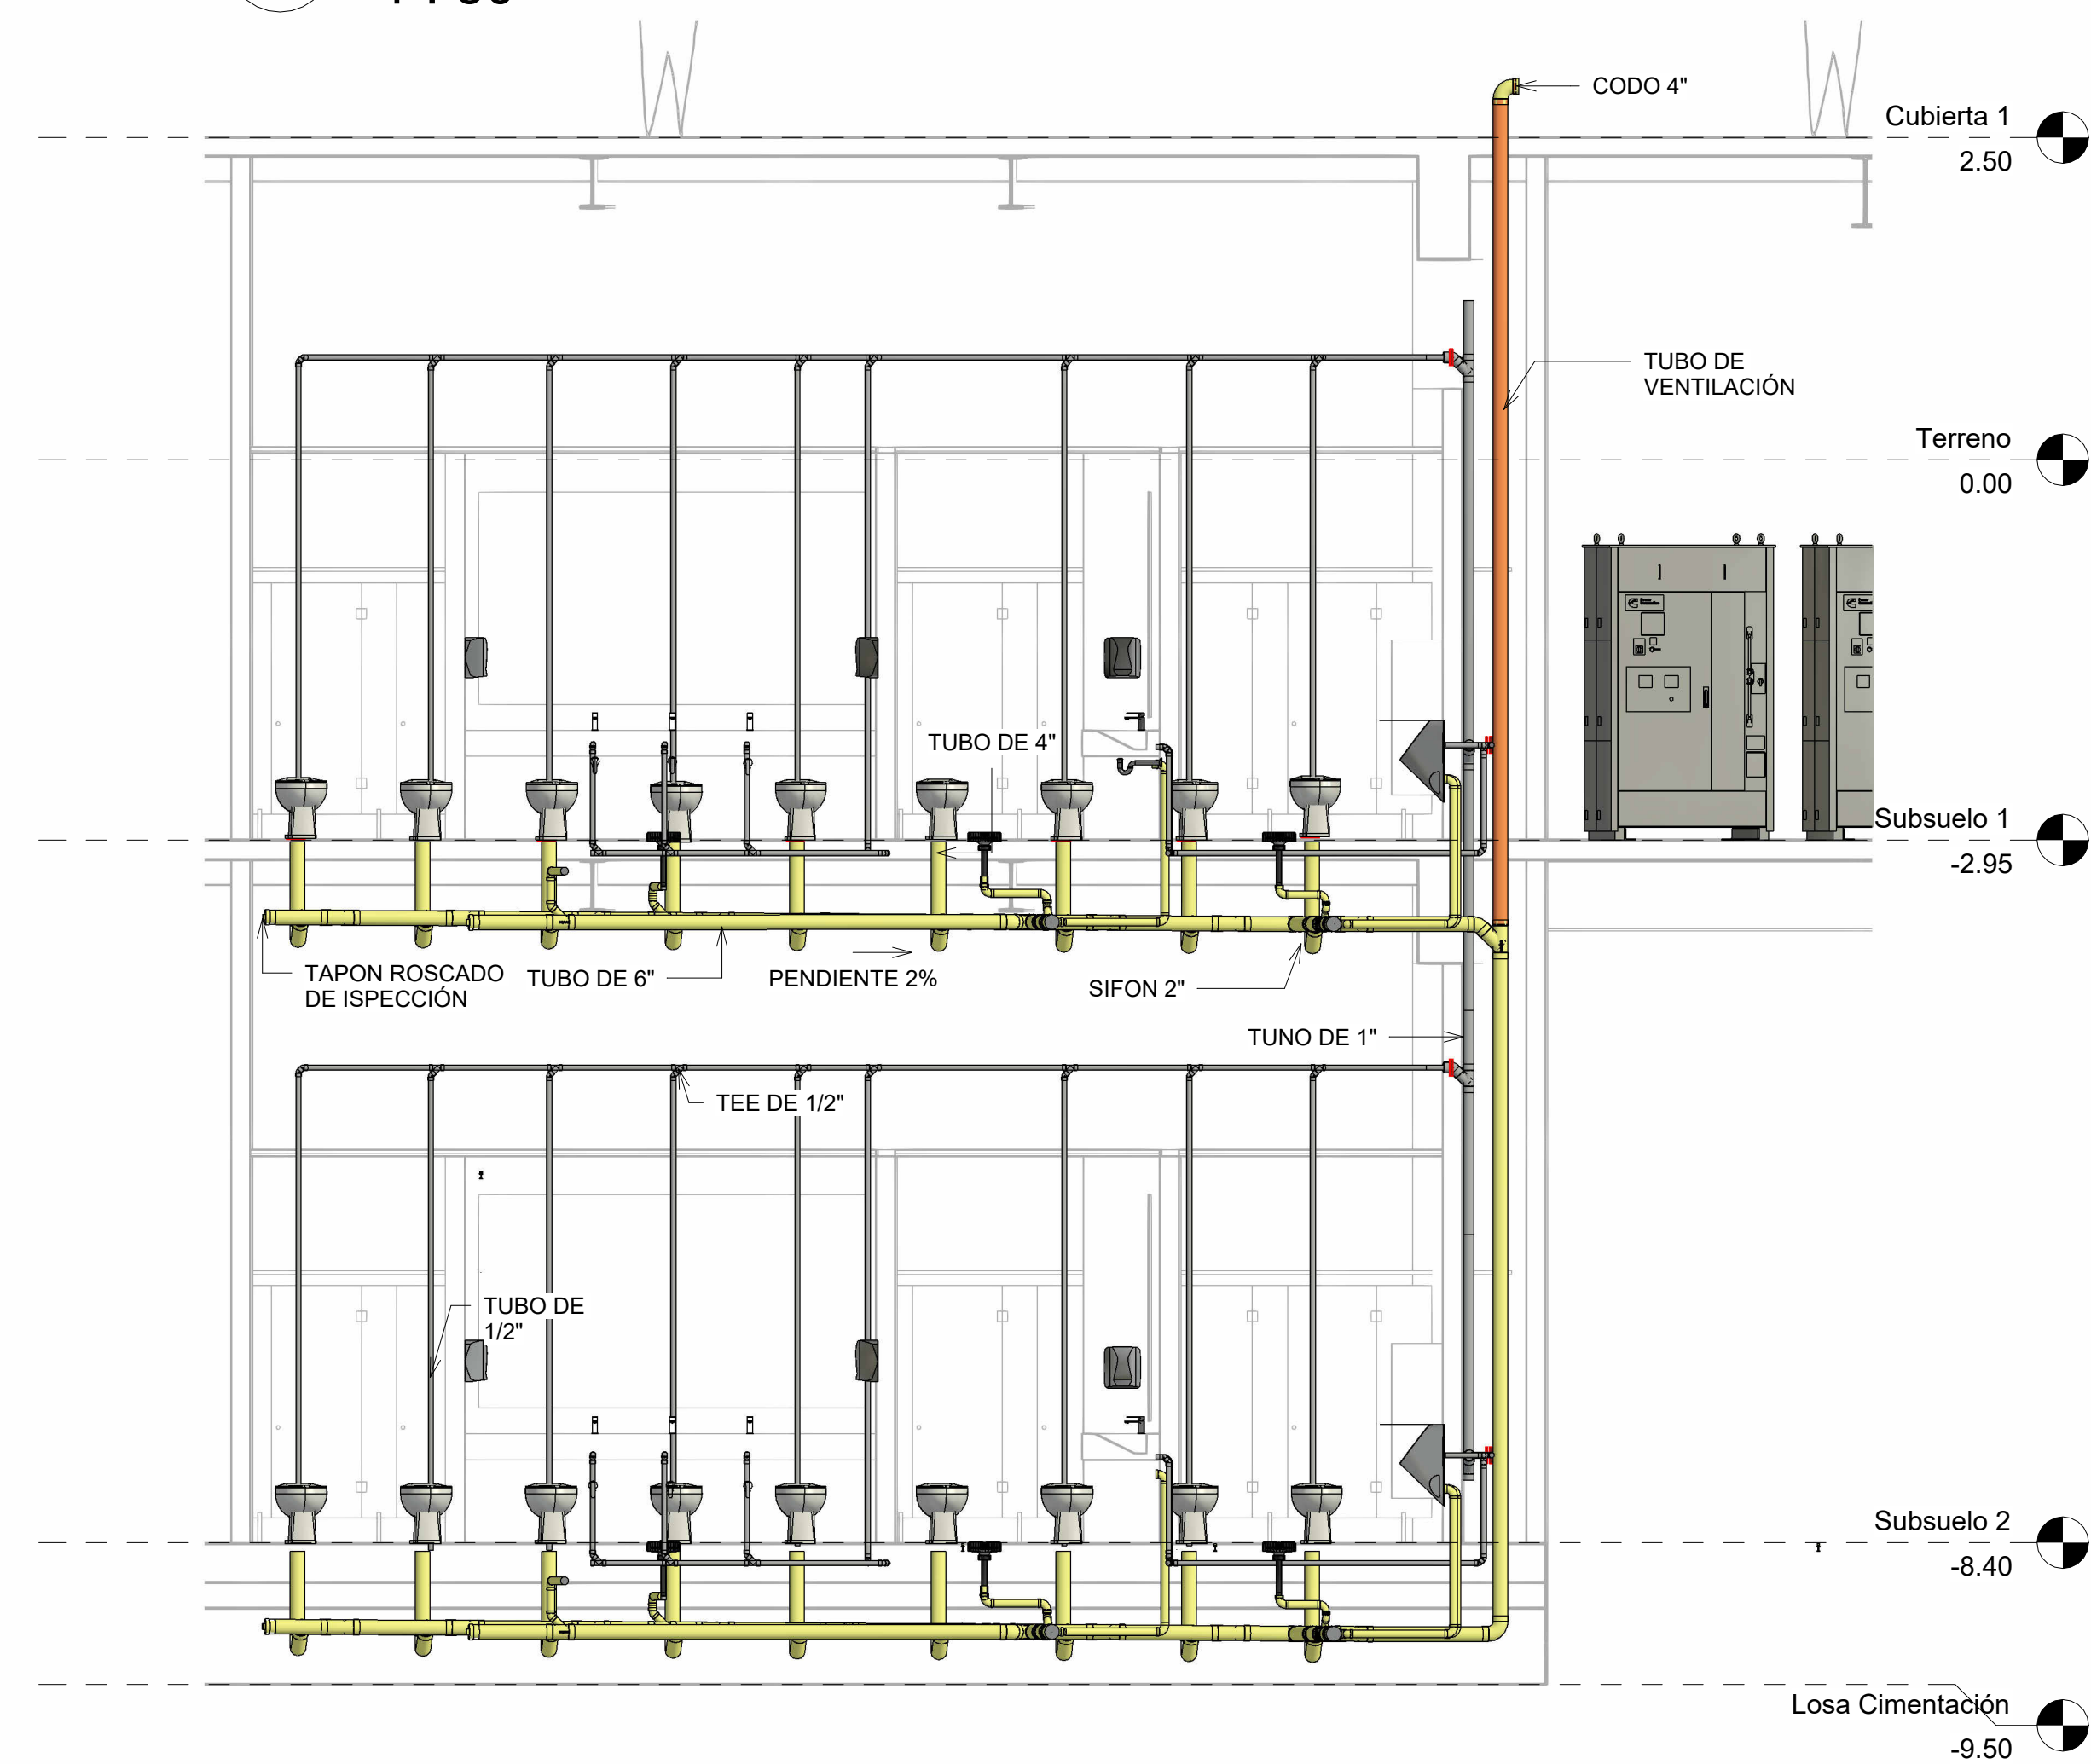 CODO 4"
Cubierta 1
2.50
TUBO DE
VENTILACIÓN
Terreno
0.00
TUBO DE 4"
Subsuelo 1
-2.95
TAPON ROSCADO
DE ISPECCIÓN
TUBO DE 6"
PENDIENTE 2%
SIFON 2"
TUNO DE 1"
TEE DE 1/2"
TUBO DE
1/2"
Subsuelo 2
-8.40
Losa Cimentación
-9.50